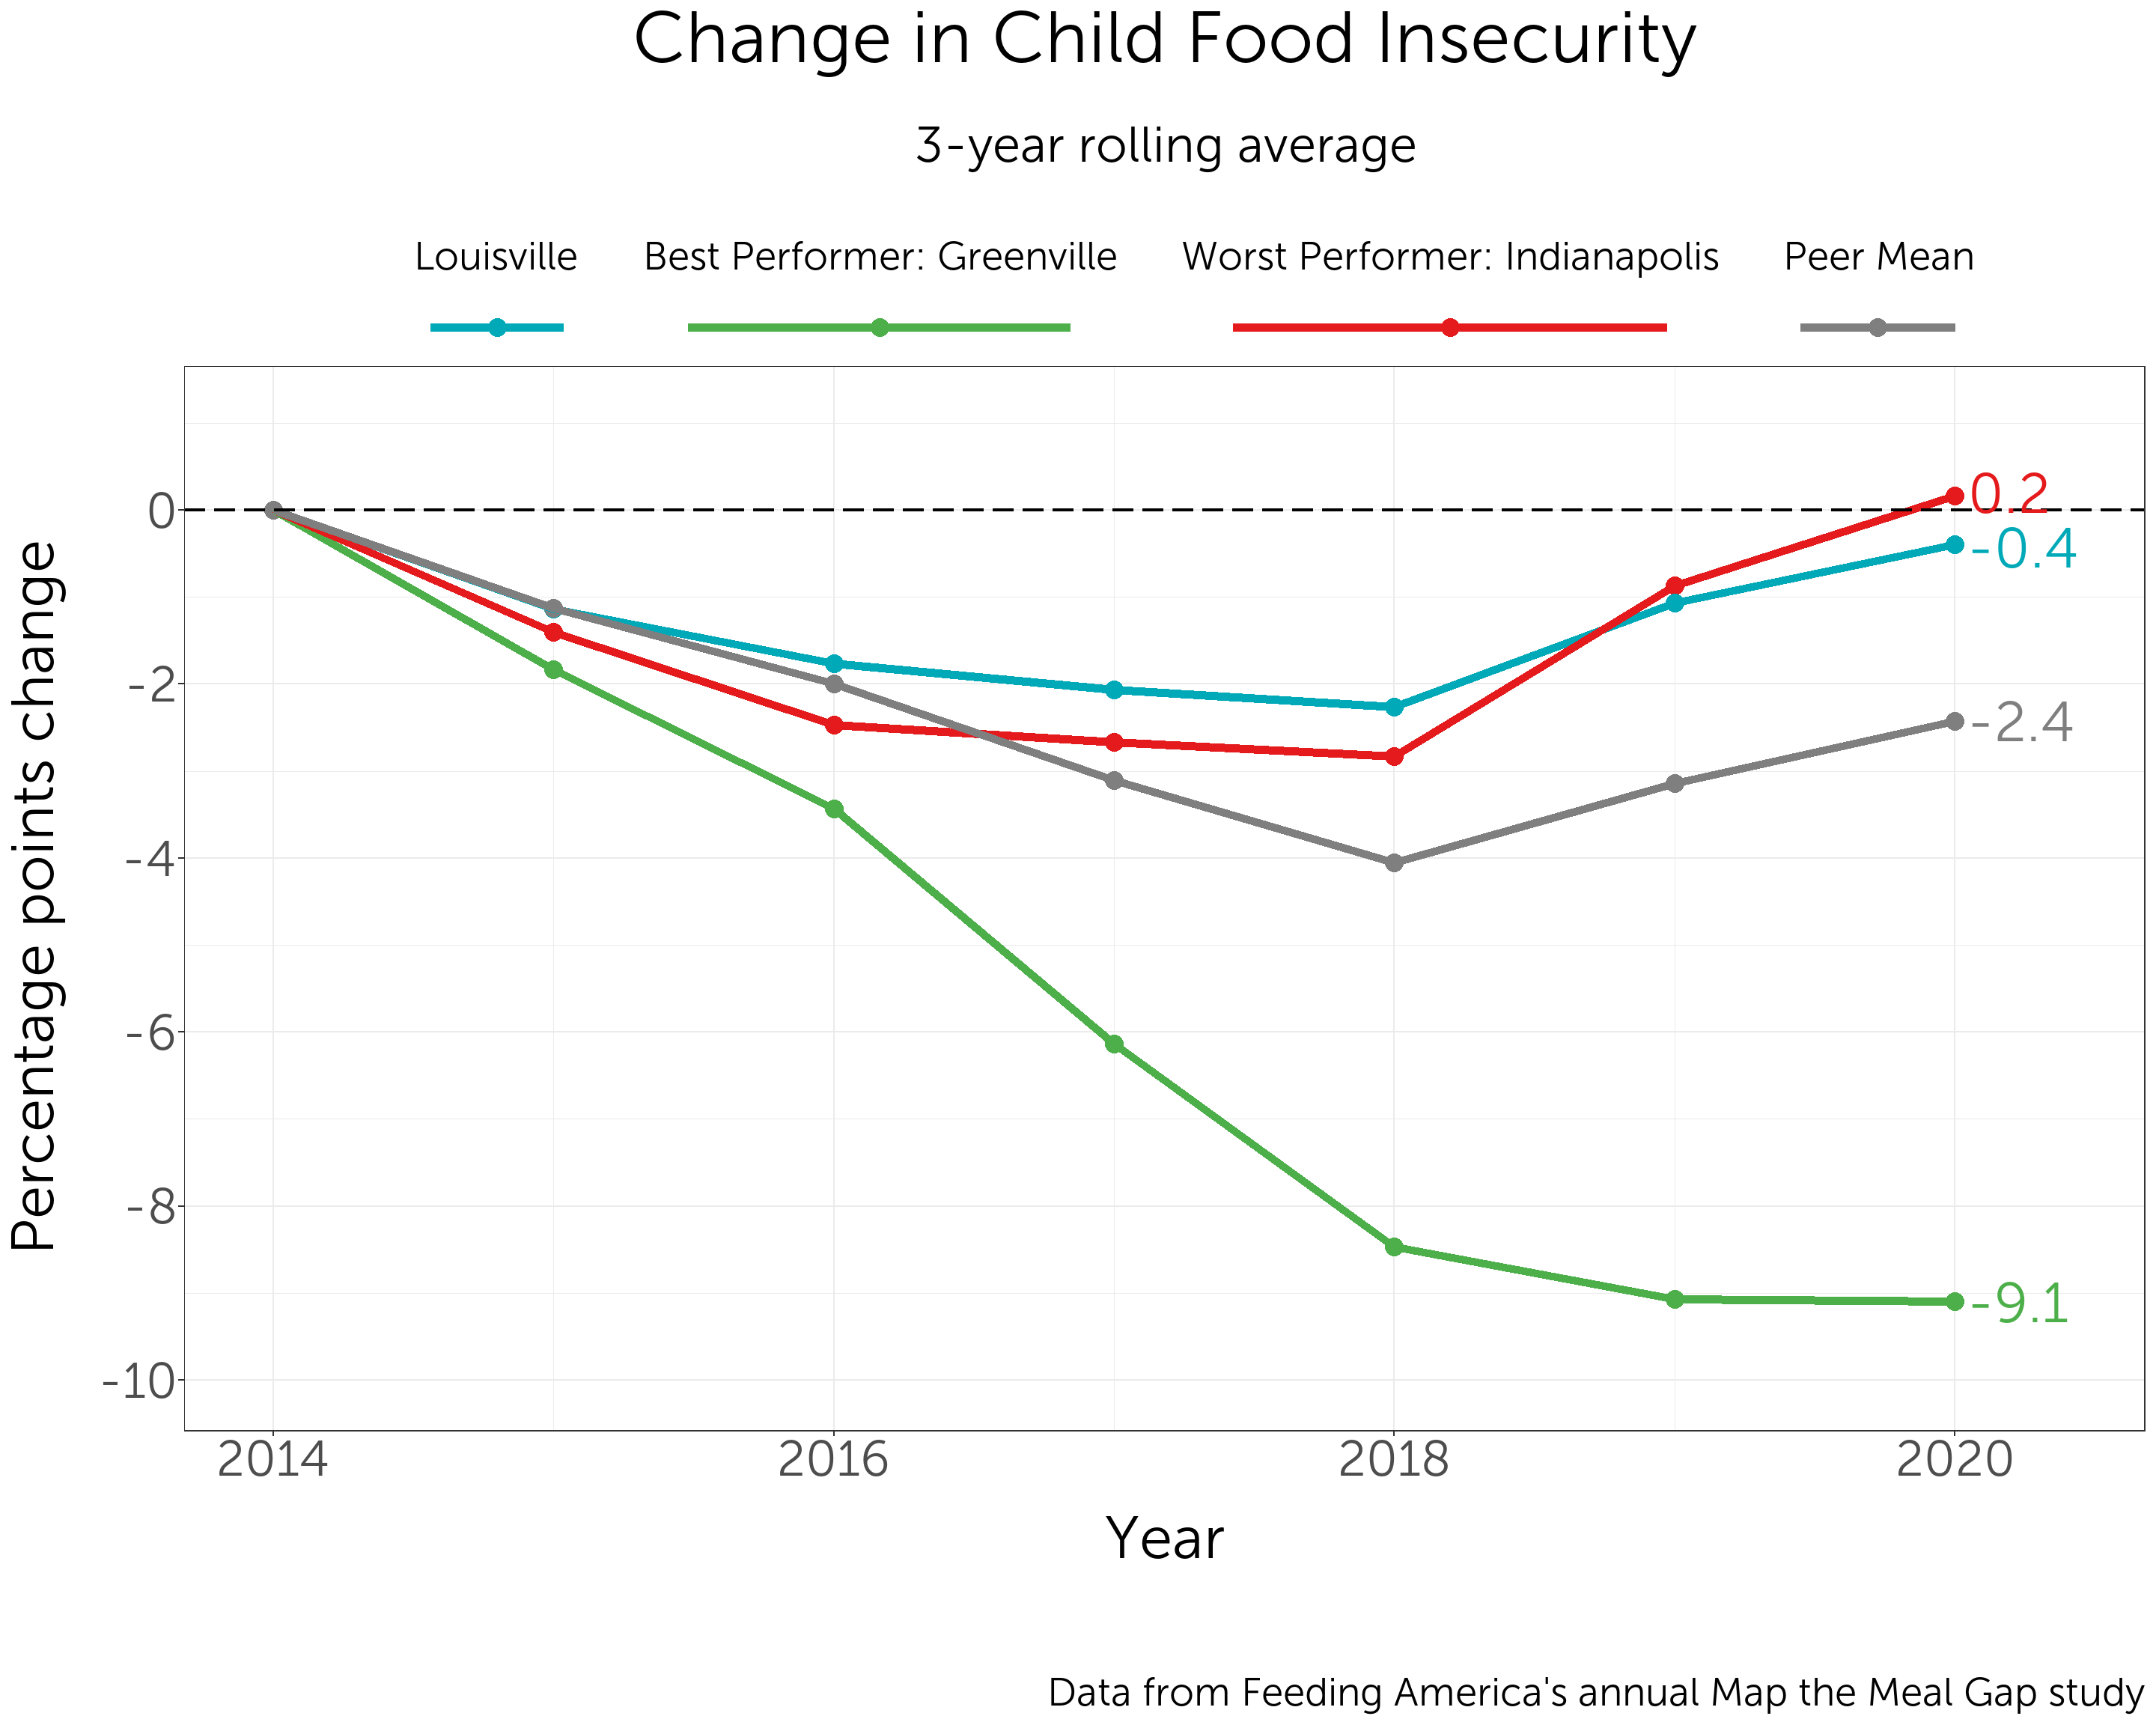 Change in Child Food Insecurity
3-year rolling average
Louisville Best Performer: Greenville Worst Performer: Indianapolis Peer Mean
Percentage points change
0
-2
-4
-6
-8
-10
0.2
-0.4
-2.4
-9.1
2014 2016 2018 2020
Year
Data from Feeding America's annual Map the Meal Gap study